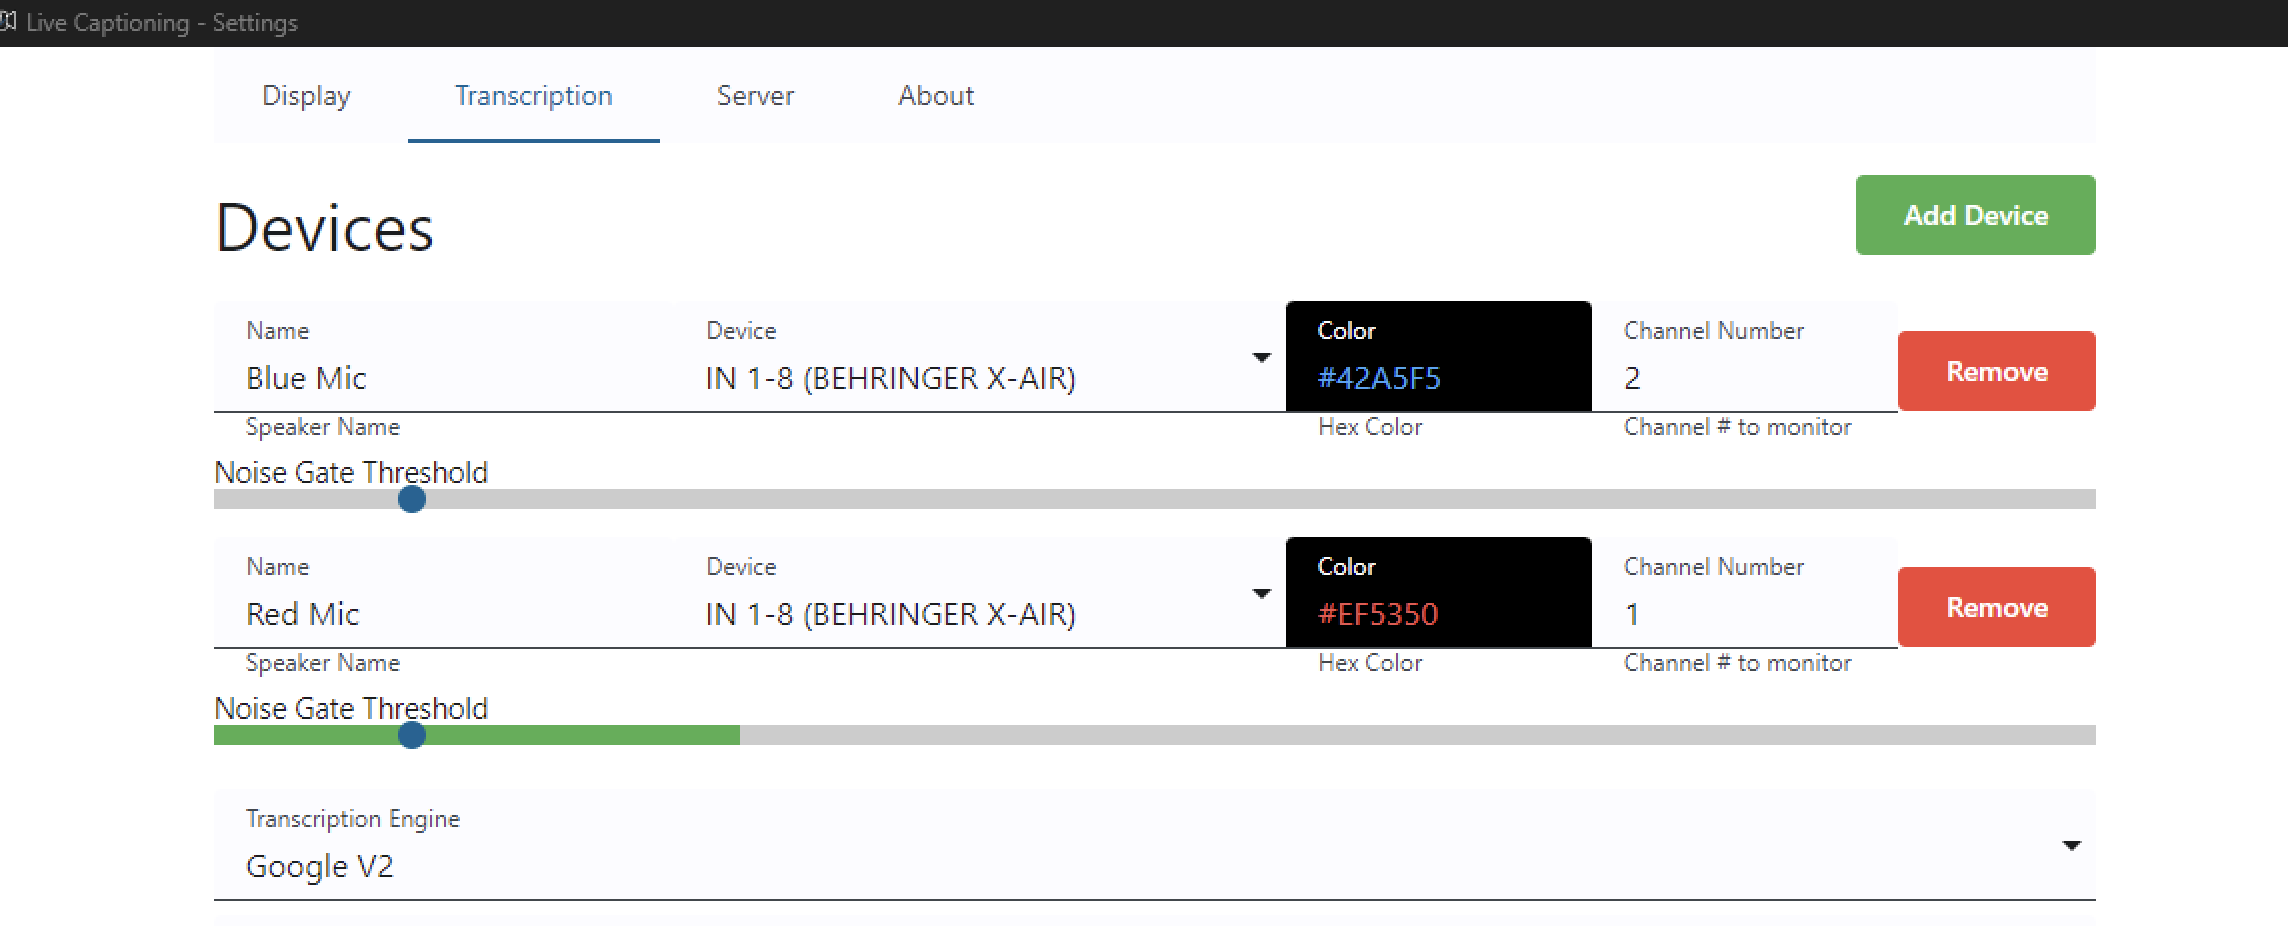 Live Captioning - Settings
Display Transcription Server About
Devices
Add Device
Name Device Color Channel Number
Blue Mic IN 1-8 (BEHRINGER X-AIR) #42A5F5 2 Remove
Speaker Name Hex Color Channel # to monitor
Noise Gate Threshold
Name Device Color Channel Number
Red Mic IN 1-8 (BEHRINGER X-AIR) #EF5350 1 Remove
Speaker Name Hex Color Channel # to monitor
Noise Gate Threshold
Transcription Engine
Google V2